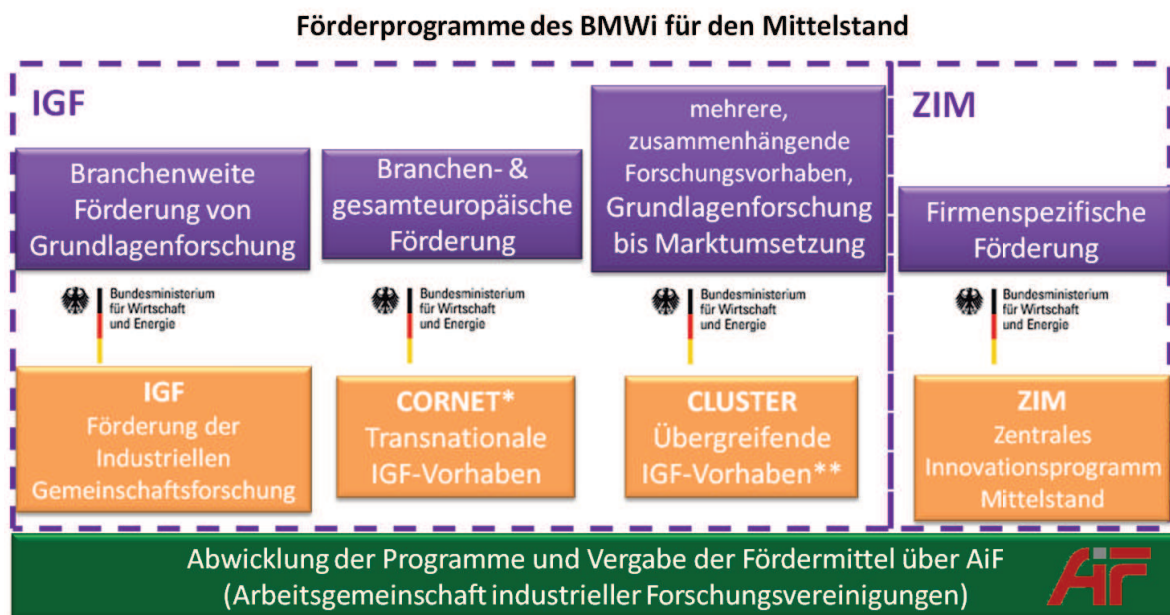 Förderprogramme des BMWi für den Mittelstand
IGF
Branchenweite
Förderung von
Grundlagenforschung
Branchen- &
gesamteuropäische
Förderung
mehrere,
zusammenhängende
Forschungsvorhaben,
Grundlagenforschung
bis Marktumsetzung
ZIM
Firmenspezifische
Förderung
Bundesministerium
für Wirtschaft
und Energie
Bundesministerium
für Wirtschaft
und Energie
Bundesministerium
für Wirtschaft
und Energie
Bundesministerium
für Wirtschaft
und Energie
IGF
Förderung der
Industriellen
Gemeinschaftsforschung
CORNET*
Transnationale
IGF-Vorhaben
CLUSTER
Übergreifende
IGF-Vorhaben**
ZIM
Zentrales
Innovationsprogramm
Mittelstand
Abwicklung der Programme und Vergabe der Fördermittel über AiF
(Arbeitsgemeinschaft industrieller Forschungsvereinigungen)
AiF